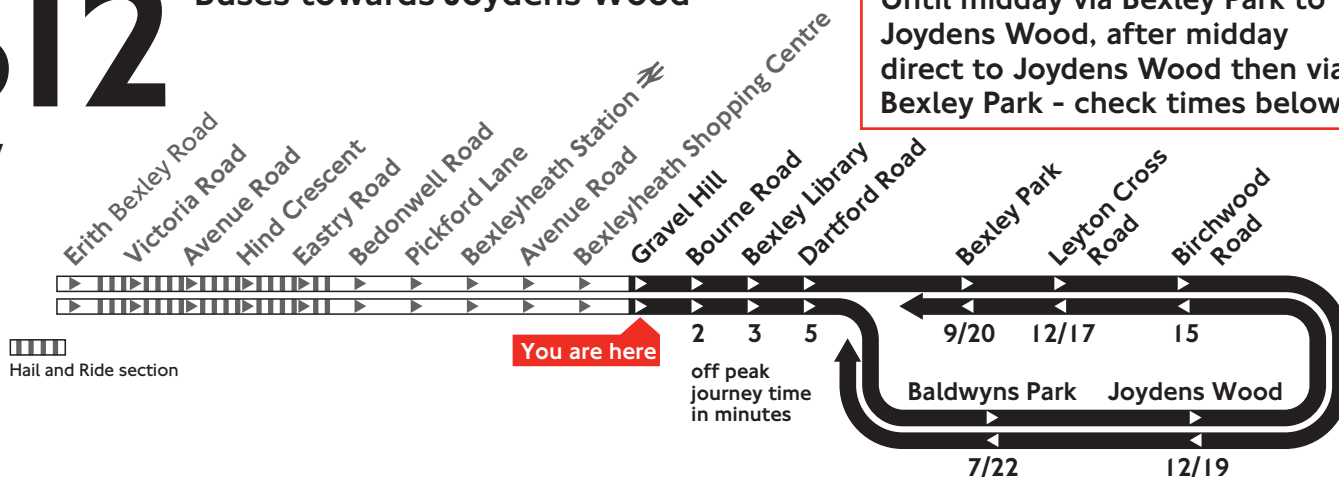 Buses towards Joydens Wood
Until midday via Bexley Park to
Joydens Wood, after midday
direct to Joydens Wood then via
Bexley Park - check times below
Erith Bexley Road
Victoria Road
Avenue Road
Hind Crescent
Eastry Road
Bedonwell Road
Pickford Lane
Bexleyheath Station
Avenue Road
Bexleyheath Shopping Centre
Gravel Hill
Bourne Road
Bexley Library
Dartford Road
Bexley Park
Leyton Cross
Road
Birchwood
Road
You are here
2 3 5 9/20 12/17 15
off peak
journey time
in minutes
Hail and Ride section
Baldwyns Park Joydens Wood
7/22 12/19